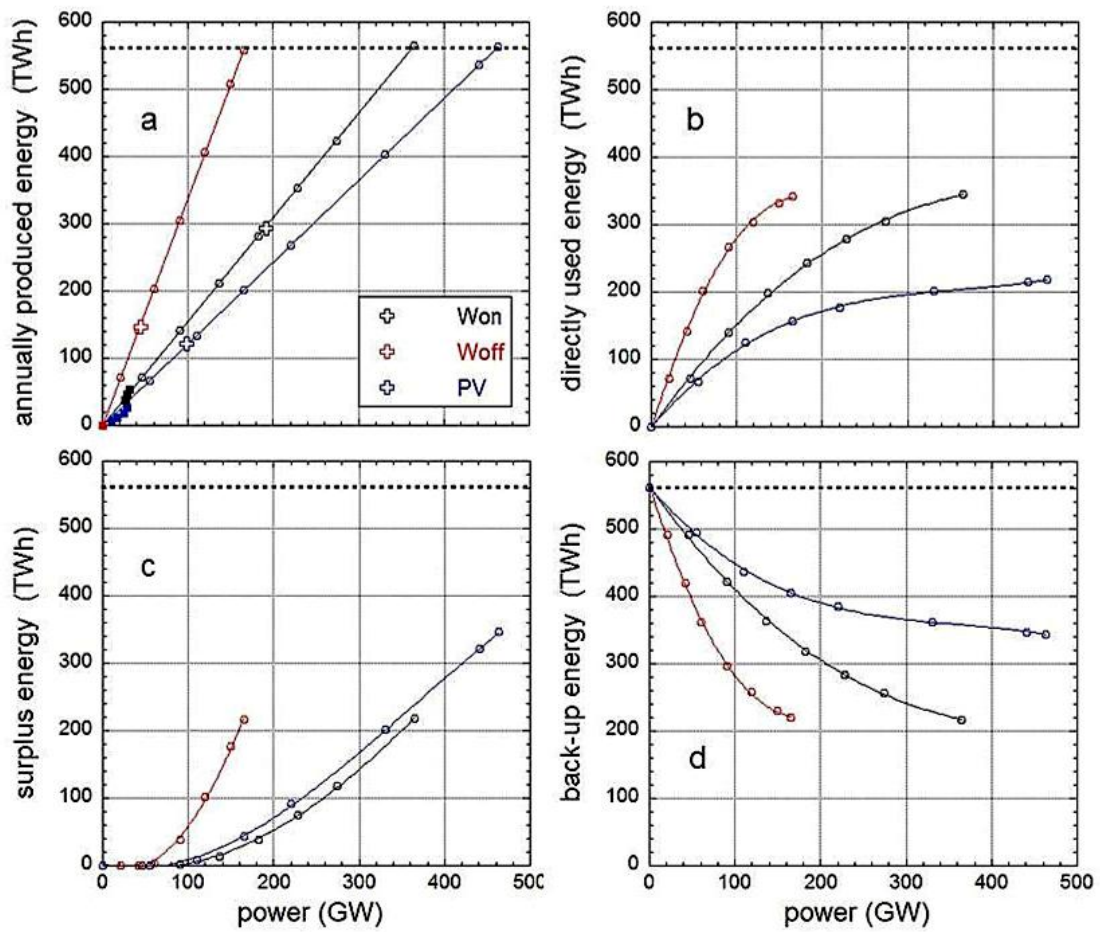 annually produced energy (TWh)
600
500
400
300
200
100
0
a
Won
Woff
PV
directly used energy (TWh)
600
500
400
300
200
100
0
b
surplus energy (TWh)
600
500
400
300
200
100
0
c
0 100 200 300 400 500
power (GW)
back-up energy (TWh)
600
500
400
300
200
100
0
d
0 100 200 300 400 500
power (GW)